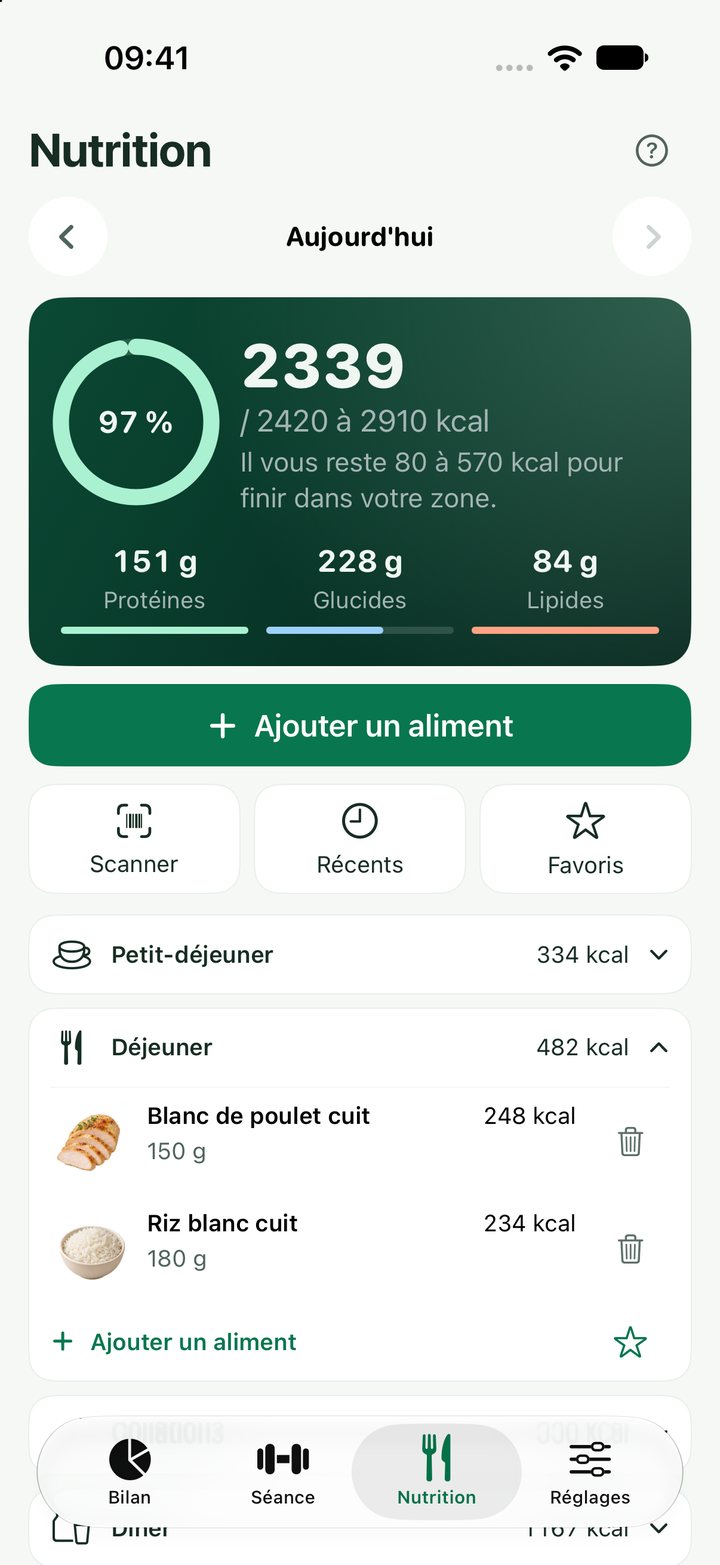 09:41
Nutrition
?
Aujourd'hui
97 %
2339
/ 2420 à 2910 kcal
Il vous reste 80 à 570 kcal pour
finir dans votre zone.
151 g
228 g
84 g
Protéines
Glucides
Lipides
+ Ajouter un aliment
Scanner
Récents
Favoris
Petit-déjeuner
334 kcal
Déjeuner
482 kcal
Blanc de poulet cuit
248 kcal
150 g
Riz blanc cuit
234 kcal
180 g
+ Ajouter un aliment
Bilan
Séance
Nutrition
Réglages
Dîner
1167 kcal